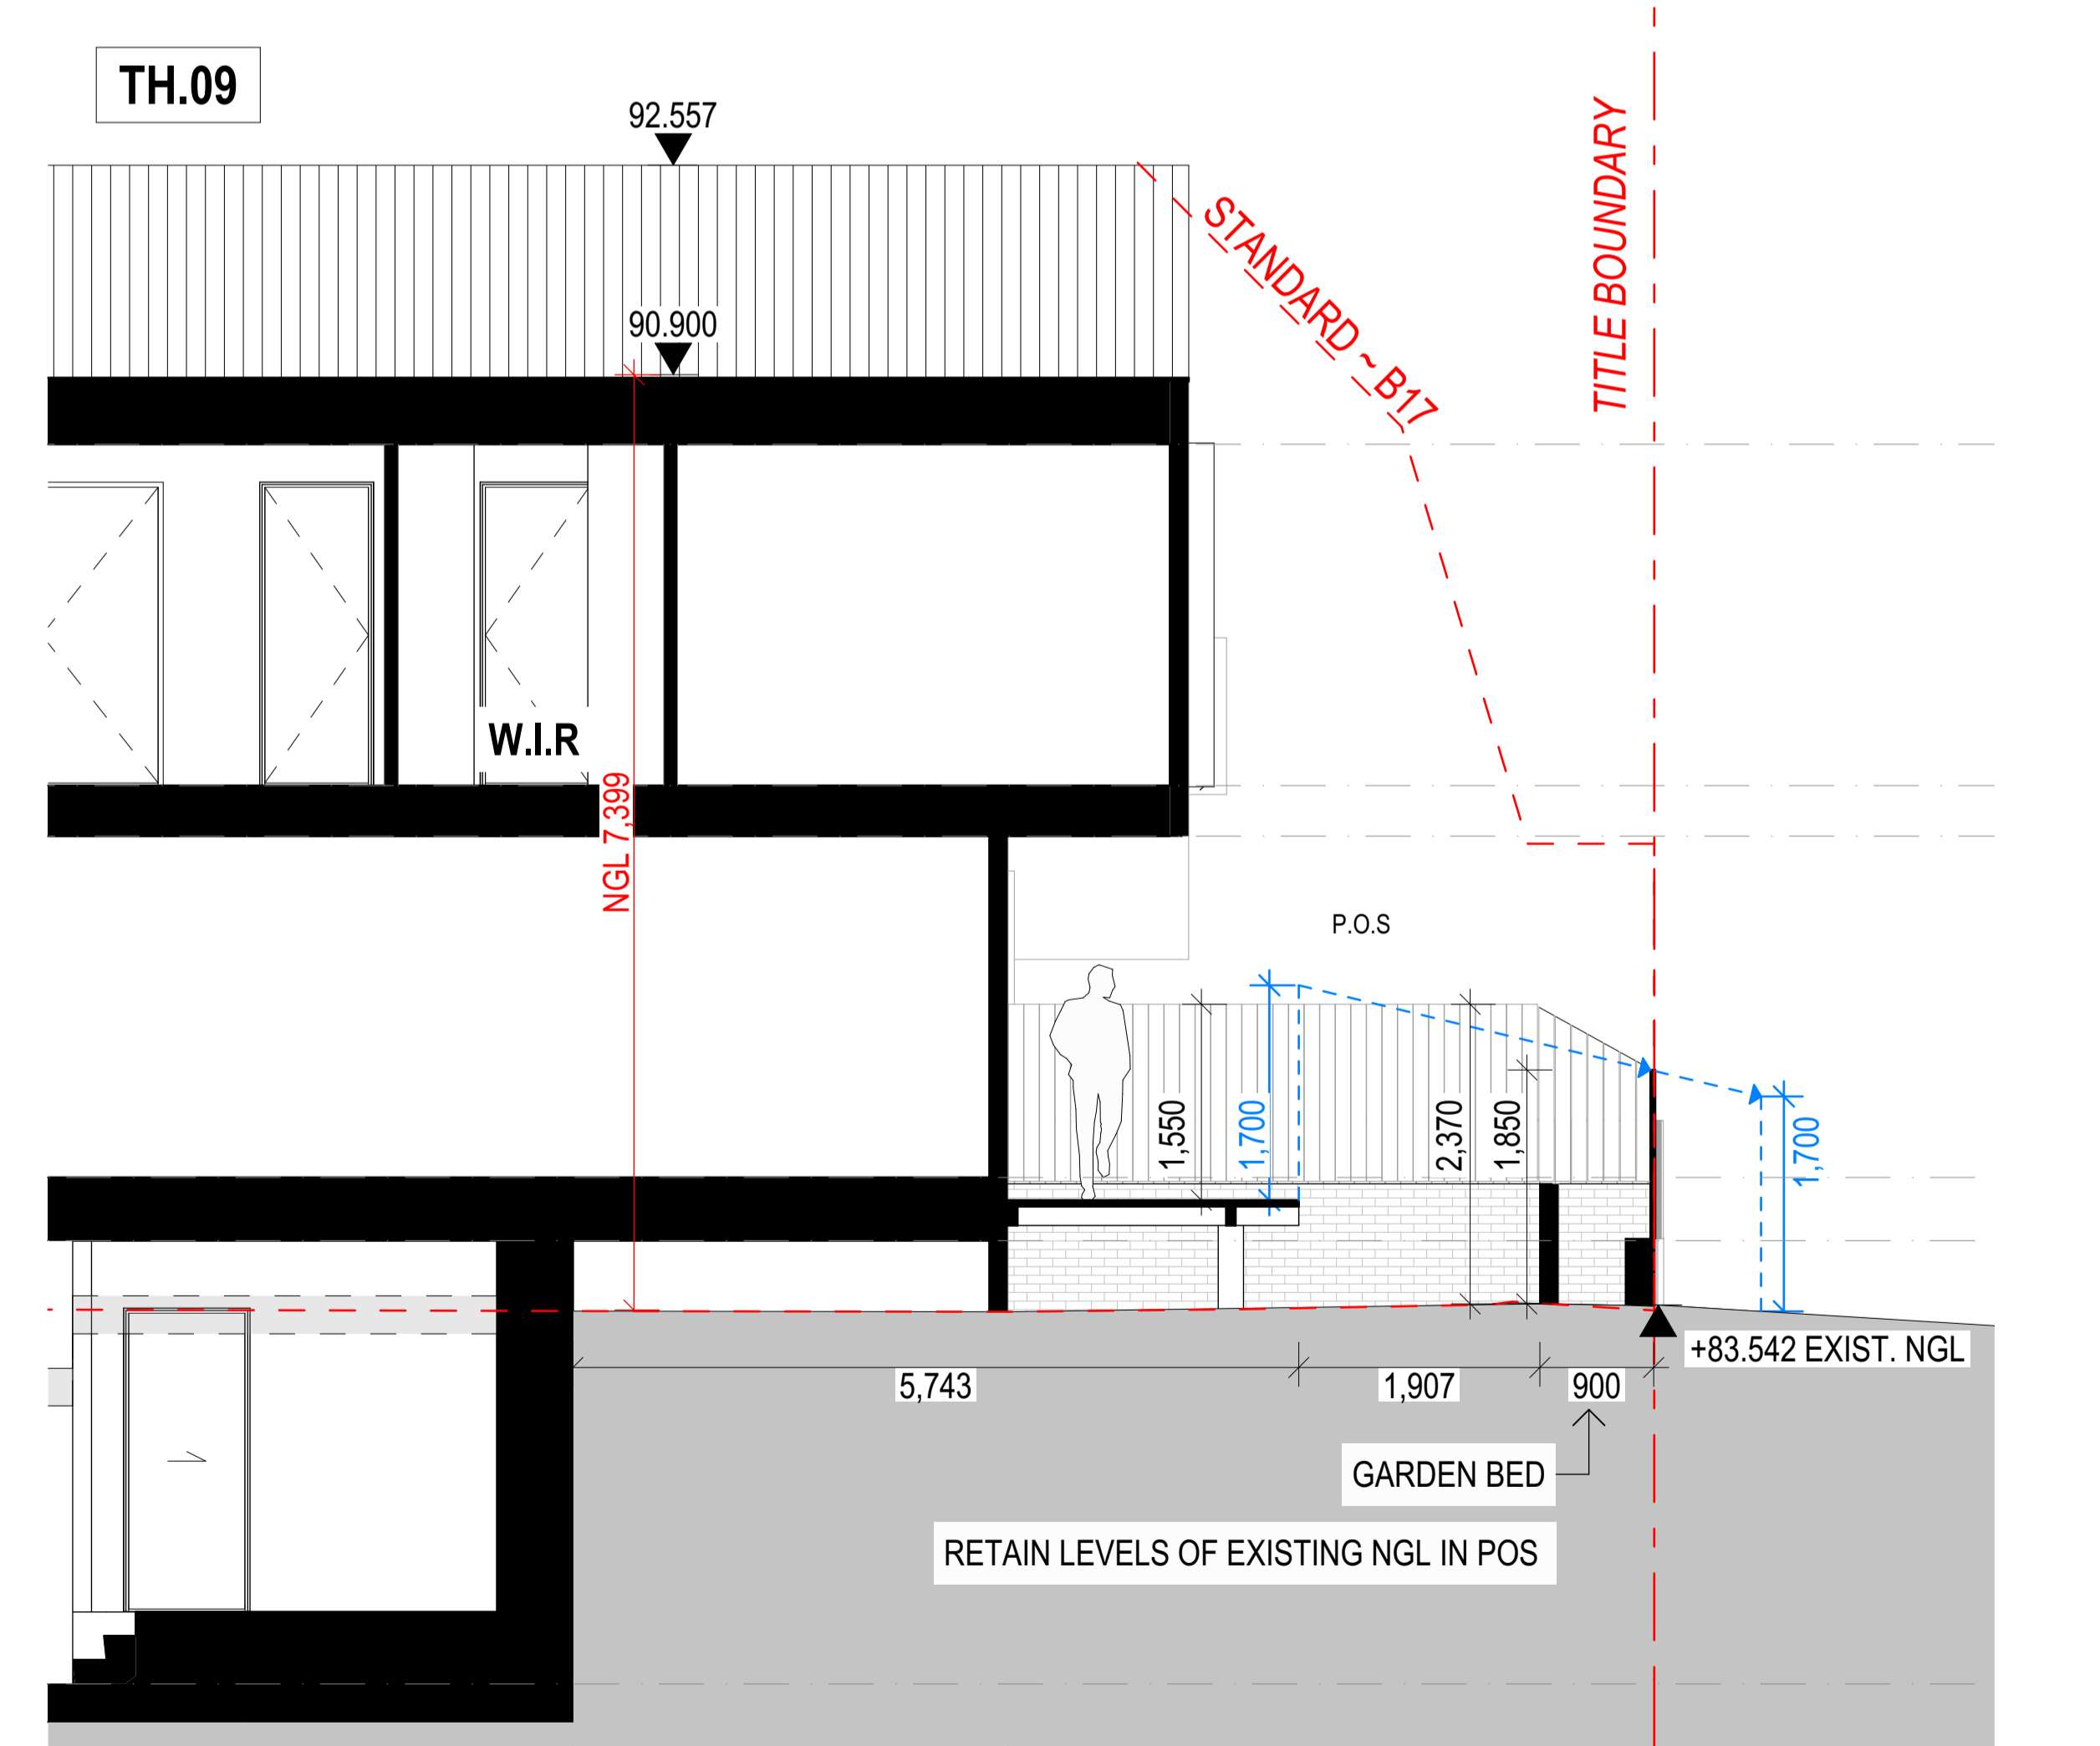 TH.09
92.557
90.900
STANDARD ~ B17
TITLE BOUNDARY
W.I.R
NGL 7,399
P.O.S
1,550
1,700
2,370
1,850
1,700
+83.542 EXIST. NGL
5,743
1,907
900
GARDEN BED
RETAIN LEVELS OF EXISTING NGL IN POS